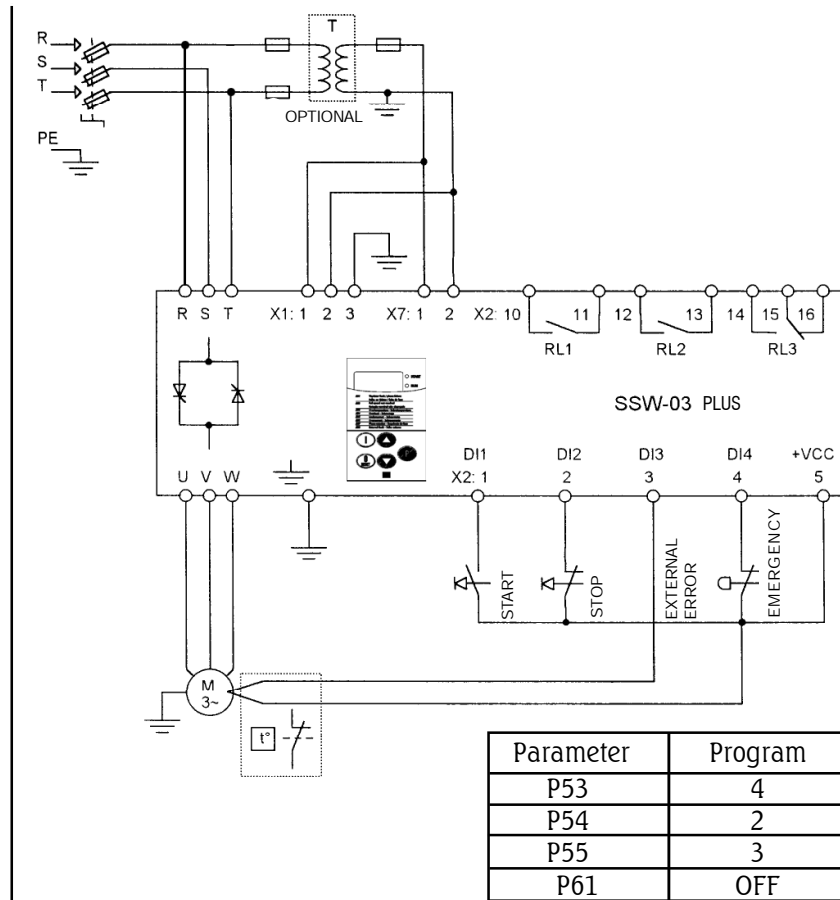 T
R
S
T
OPTIONAL
PE
R S T X1: 1 2 3 X7: 1 2 X2: 10 11 12 13 14 15 16
RL1 RL2 RL3
START
RUN
SSW-03 PLUS
I
DI1 DI2 DI3 DI4 +VCC
U V W X2: 1 2 3 4 5
START
STOP
EXTERNAL
ERROR
EMERGENCY
M
3~
t°
Parameter Program
P53 4
P54 2
P55 3
P61 OFF